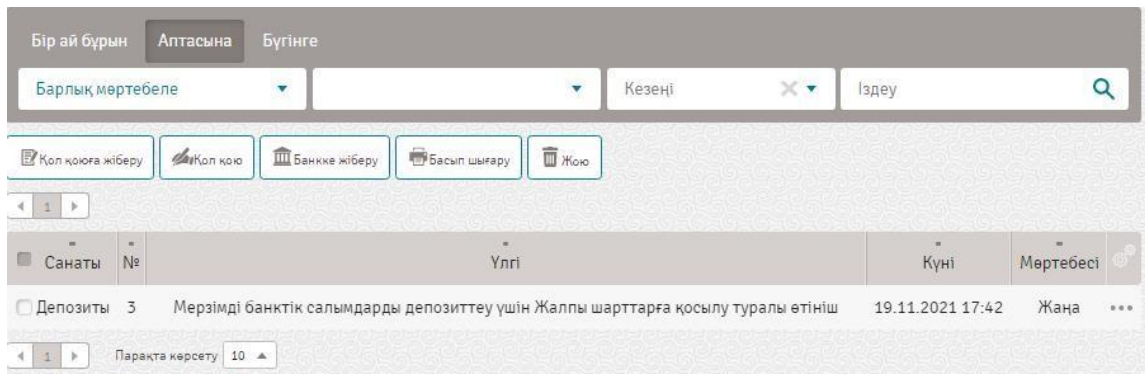 Бір ай бұрын Аптасына Бүгінге
Барлық мәртебеле Кезеңі Іздеу
Қол қоюға жіберу Қол қою Банкке жіберу Басып шығару Жою
1
Санаты № Үлгі Күні Мәртебесі
Депозиты 3 Мерзімді банктік салымдарды депозиттеу үшін Жалпы шарттарға қосылу туралы өтініш 19.11.2021 17:42 Жаңа
1 Парақта көрсету 10